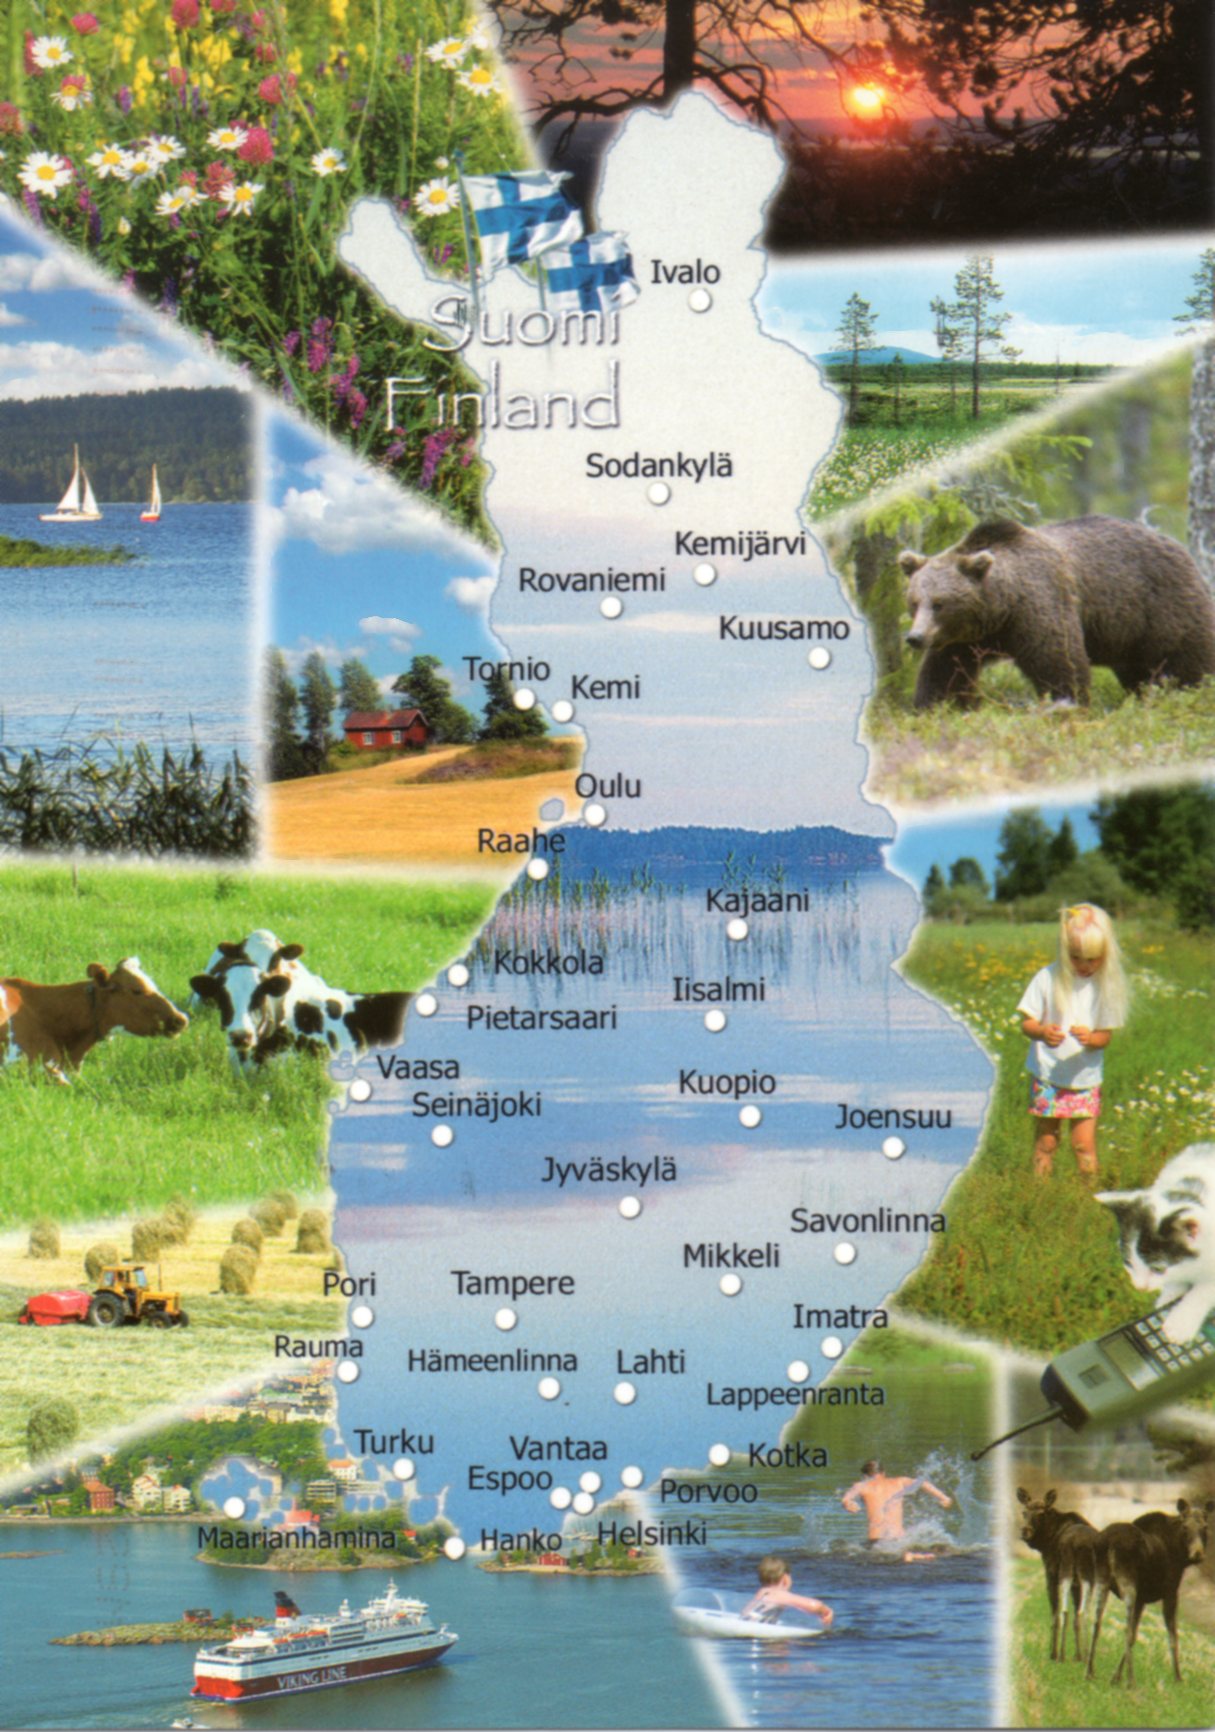 Ivalo
Suomi
Finland
Sodankylä
Kemijärvi
Rovaniemi
Kuusamo
Tornio
Kemi
Oulu
Raahe
Kajaani
Kokkola
Iisalmi
Pietarsaari
Vaasa
Kuopio
Seinäjoki
Joensuu
Jyväskylä
Savonlinna
Mikkeli
Pori
Tampere
Imatra
Rauma
Hämeenlinna
Lahti
Lappeenranta
Turku
Vantaa
Kotka
Espoo
Porvoo
Maarianhamina
Hanko
Helsinki
VIKING LINE